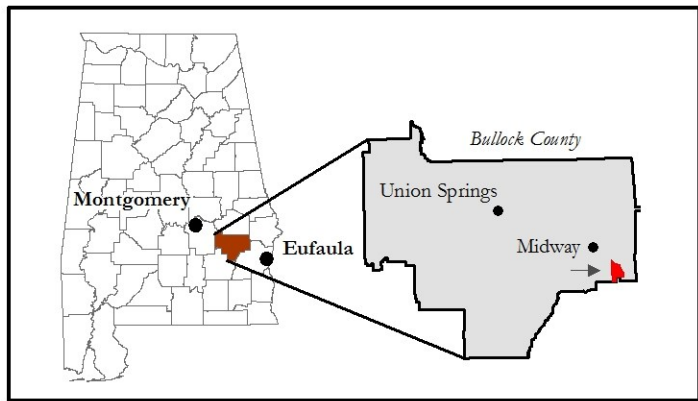 Bullock County
Union Springs
Montgomery
Eufaula
Midway